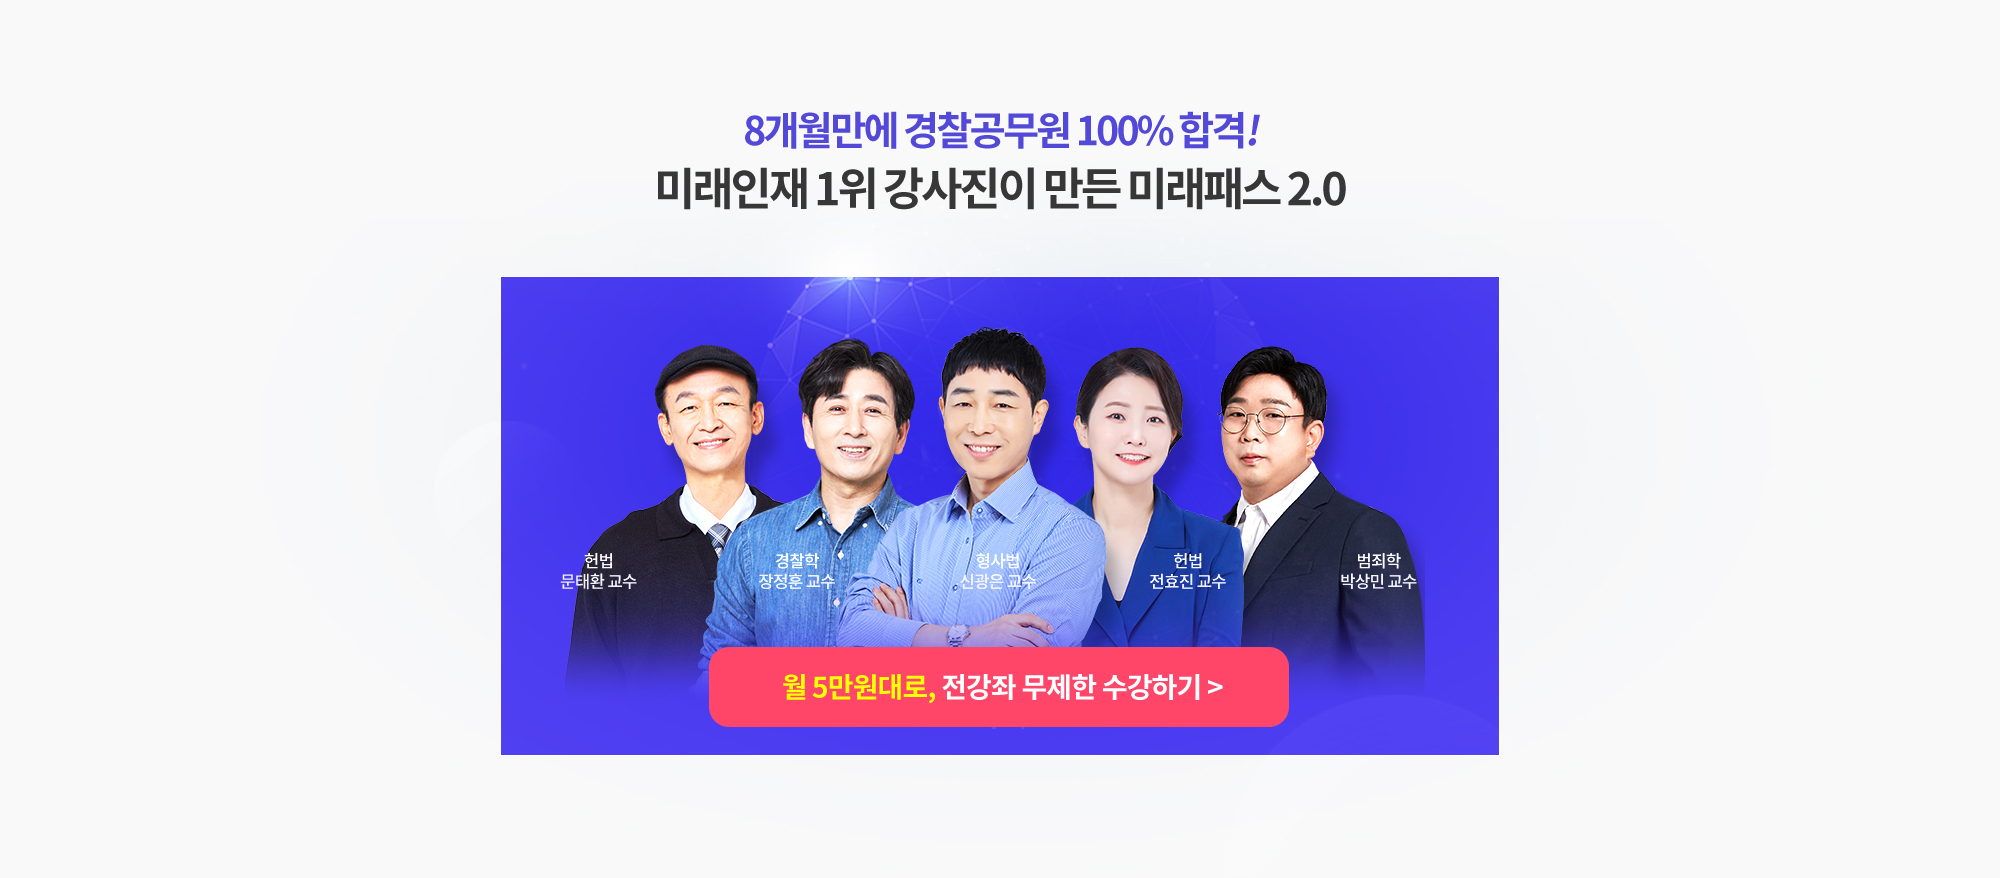 8개월만에 경찰공무원 100% 합격!
미래인재 1위 강사진이 만든 미래패스 2.0
헌법
문태환 교수
경찰학
장정훈 교수
형사법
신광은 교수
헌법
전효진 교수
범죄학
박상민 교수
월 5만원대로, 전강좌 무제한 수강하기 >